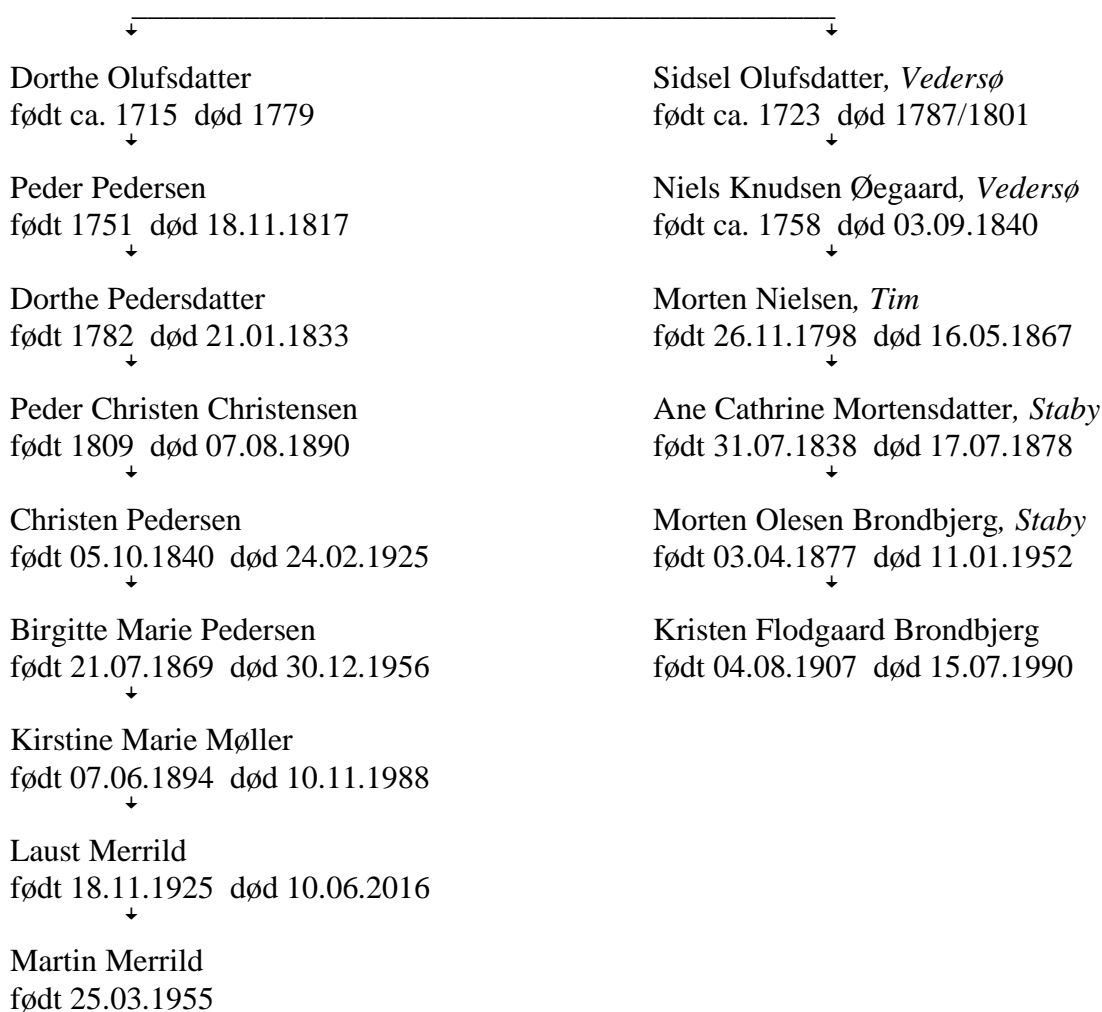 Dorthe Olufsdatter
født ca. 1715 død 1779
Peder Pedersen
født 1751 død 18.11.1817
Dorthe Pedersdatter
født 1782 død 21.01.1833
Peder Christen Christensen
født 1809 død 07.08.1890
Christen Pedersen
født 05.10.1840 død 24.02.1925
Birgitte Marie Pedersen
født 21.07.1869 død 30.12.1956
Kirstine Marie Møller
født 07.06.1894 død 10.11.1988
Laust Merrild
født 18.11.1925 død 10.06.2016
Martin Merrild
født 25.03.1955
Sidsel Olufsdatter, Vedersø
født ca. 1723 død 1787/1801
Niels Knudsen Øegaard, Vedersø
født ca. 1758 død 03.09.1840
Morten Nielsen, Tim
født 26.11.1798 død 16.05.1867
Ane Cathrine Mortensdatter, Staby
født 31.07.1838 død 17.07.1878
Morten Olesen Brondbjerg, Staby
født 03.04.1877 død 11.01.1952
Kristen Flodgaard Brondbjerg
født 04.08.1907 død 15.07.1990